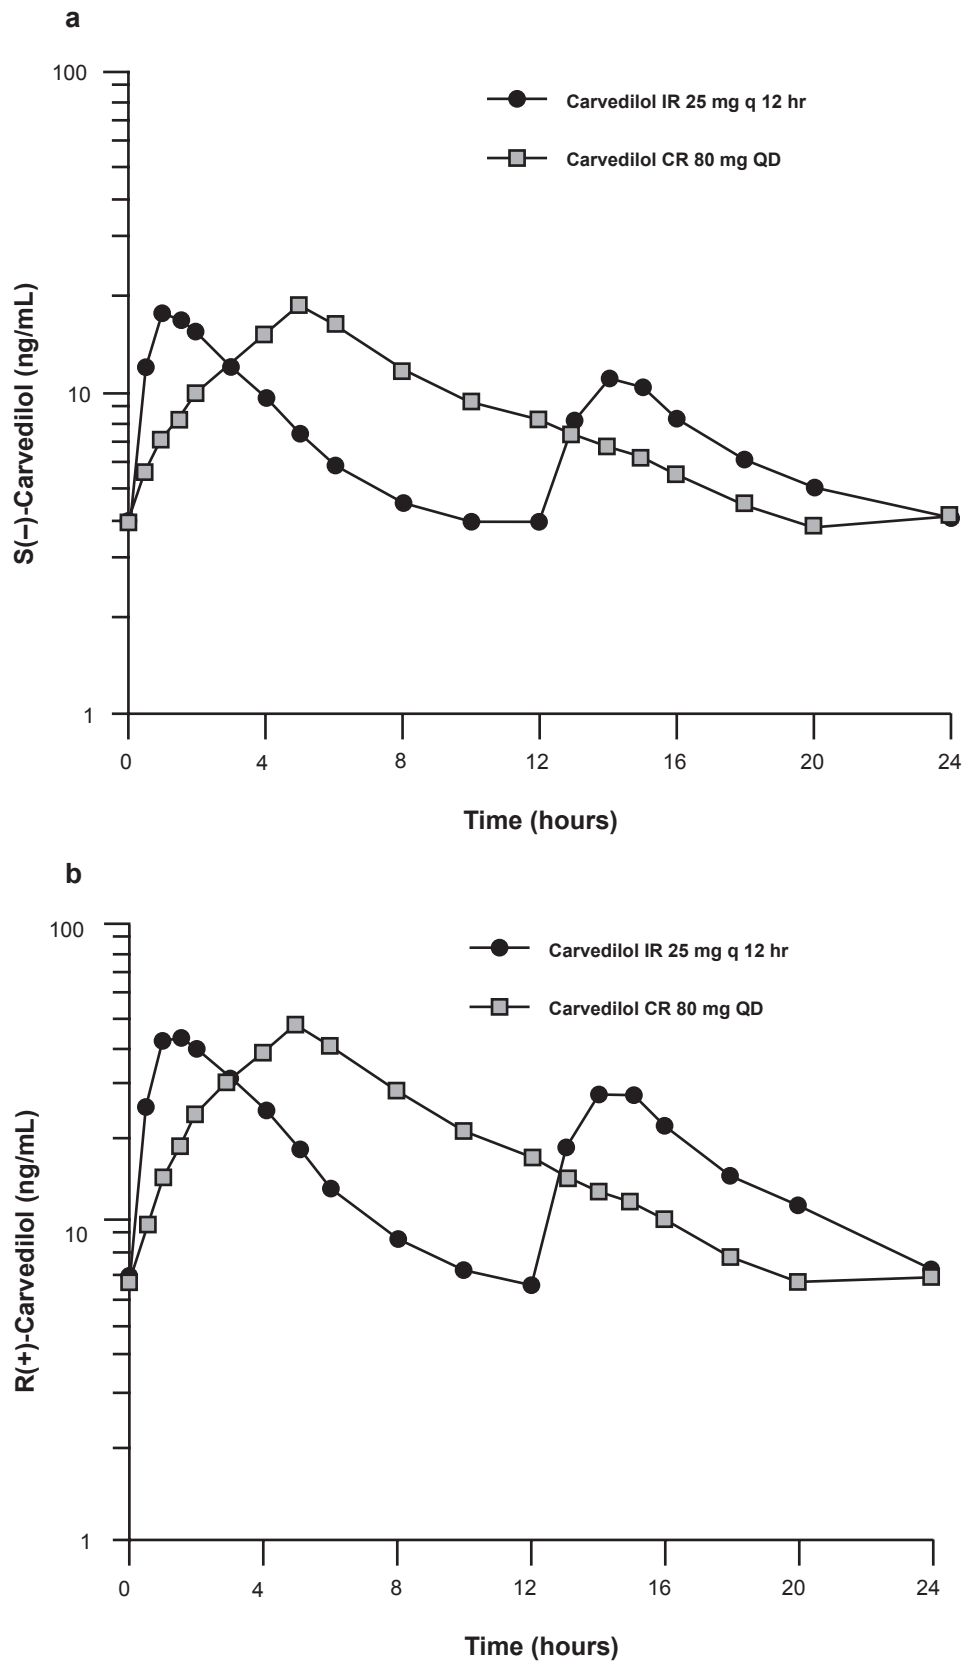 a
100
Carvedilol IR 25 mg q 12 hr
Carvedilol CR 80 mg QD
S(–)-Carvedilol (ng/mL)
10
1
0 4 8 12 16 20 24
Time (hours)
b
100
Carvedilol IR 25 mg q 12 hr
Carvedilol CR 80 mg QD
R(+)-Carvedilol (ng/mL)
10
1
0 4 8 12 16 20 24
Time (hours)